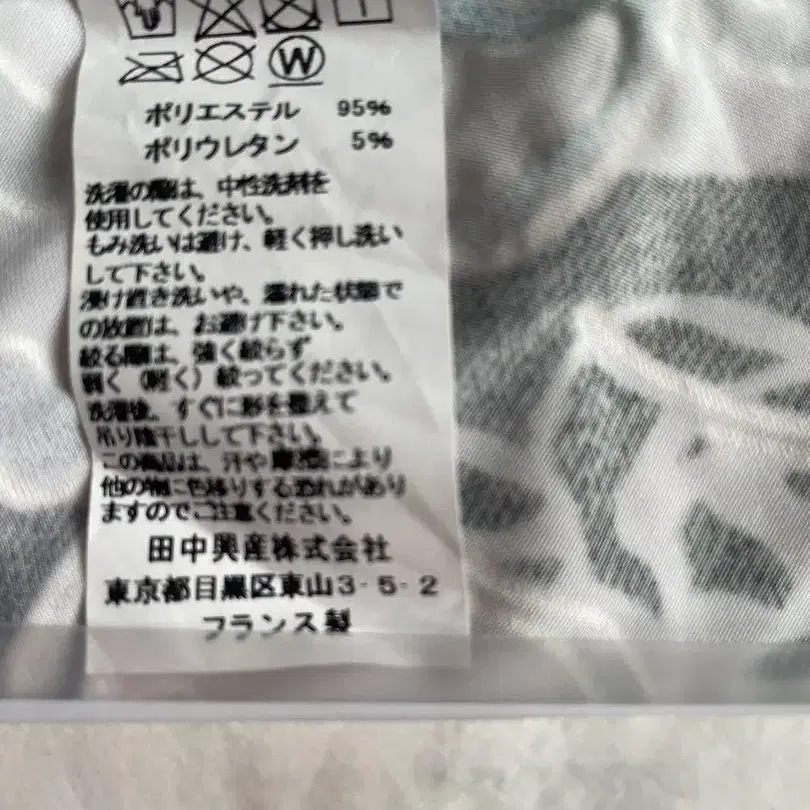 W
ポリエステル 95%
ポリウレタン 5%
洗濯の際は、中性洗剤を
使用してください。
もみ洗いは避け、軽く押し洗い
して下さい。
浸け置き洗いや、濡れた状態で
の放置は、お避け下さい。
絞る際は、強く絞らず
弱く(軽く)絞ってください。
洗濯後、すぐに形を整えて
吊り陰干しして下さい。
この商品は、汗や摩擦により
他の物に色移りする恐れがあり
ますのでご注意ください。
田中興産株式会社
東京都目黒区東山3-5-2
フランス製